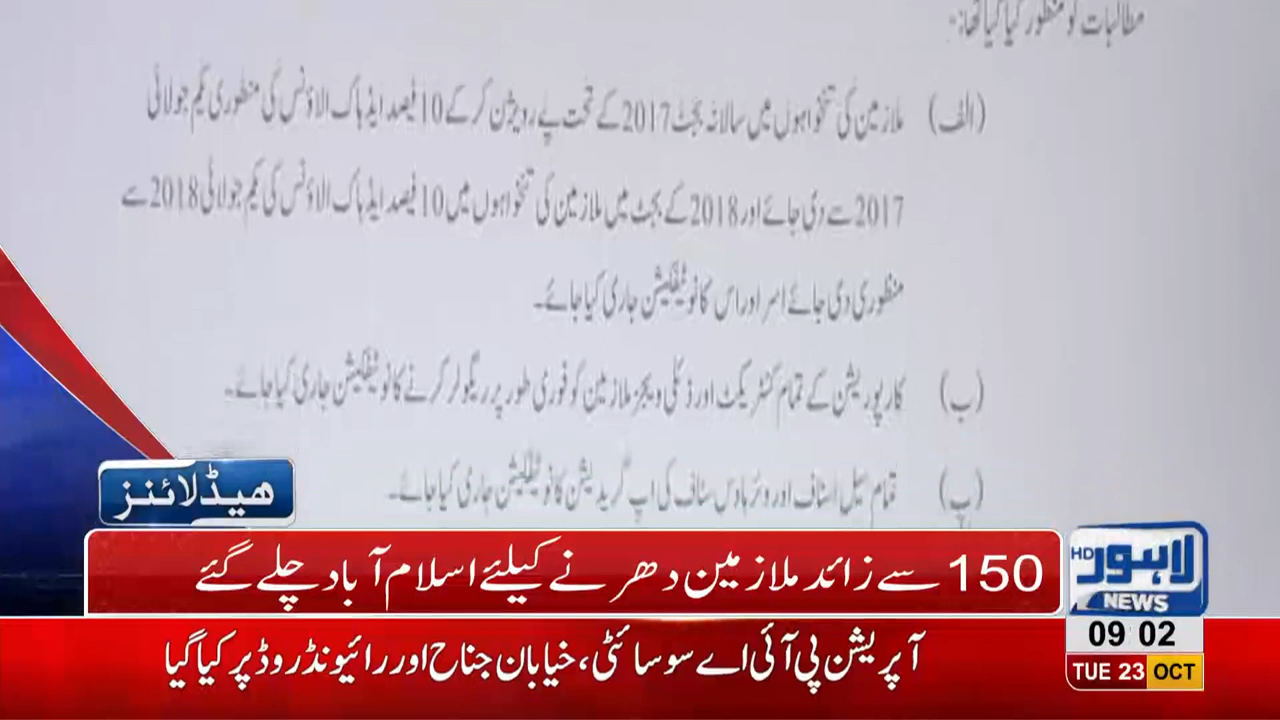 مطالبات کو منظور کیا گیا تھا:-
(الف) ملازمین کی تنخواہوں میں سالانہ بجٹ 2017 کے تحت پے رویژن کر کے 10 فیصد ایڈہاک الاؤنس کی منظوری یکم جولائی
2017 سے دی جائے اور 2018 کے بجٹ میں ملازمین کی تنخواہوں میں 10 فیصد ایڈہاک الاؤنس کی یکم جولائی 2018 سے
منظوری دی جائے اسر اور اس کا نوٹیفکیشن جاری کیا جائے۔
(ب) کارپوریشن کے تمام کنٹریکٹ اور ڈیلی ویجز ملازمین کو فوری طور پر ریگولر کرنے کا نوٹیفکیشن جاری کیا جائے۔
(پ) تمام سیل اسٹاف اور ویئر ہاؤس سٹاف کی اپ گریڈیشن کا نوٹیفکیشن جاری کیا جائے۔
ھیڈلائنز
150 سے زائد ملازمین دھرنے کیلئے اسلام آباد چلے گئے
لاہور HD
NEWS
09 02
آپریشن پی آئی اے سوسائٹی، خیابان جناح اور رائیونڈ روڈ پر کیا گیا
TUE 23 OCT